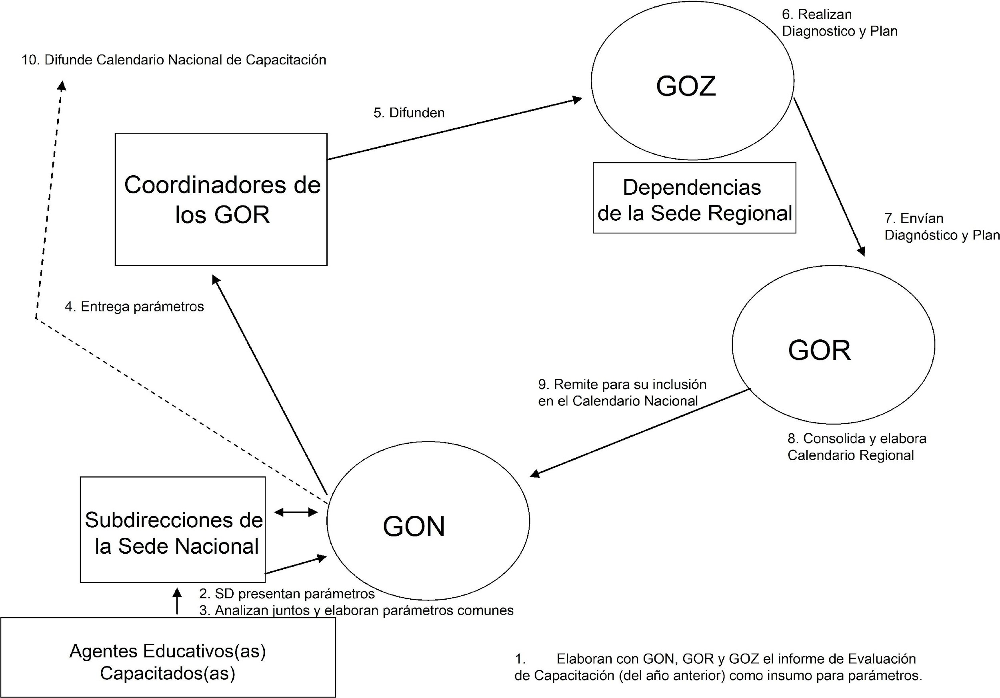 6. Realizan
Diagnostico y Plan
10. Difunde Calendario Nacional de Capacitación
GOZ
5. Difunden
Coordinadores de
los GOR
Dependencias
de la Sede Regional
7. Envían
Diagnóstico y Plan
4. Entrega parámetros
GOR
9. Remite para su inclusión
en el Calendario Nacional
8. Consolida y elabora
Calendario Regional
Subdirecciones de
la Sede Nacional
GON
2. SD presentan parámetros
3. Analizan juntos y elaboran parámetros comunes
Agentes Educativos(as)
Capacitados(as)
1. Elaboran con GON, GOR y GOZ el informe de Evaluación
de Capacitación (del año anterior) como insumo para parámetros.